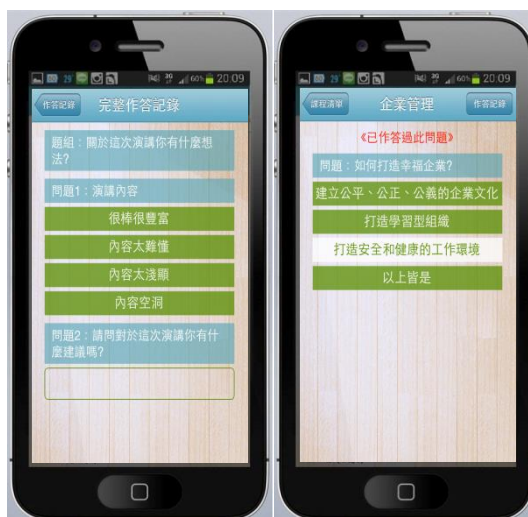 29°
3G
60%
20:09
作答記錄
完整作答記錄
題組：關於這次演講你有什麼想
法?
問題1：演講內容
很棒很豐富
內容太難懂
內容太淺顯
內容空洞
問題2：請問對於這次演講你有什
麼建議嗎?
29°
3G
60%
20:09
課程清單
企業管理
作答記錄
《已作答過此問題》
問題：如何打造幸福企業?
建立公平、公正、公義的企業文化
打造學習型組織
打造安全和健康的工作環境
以上皆是